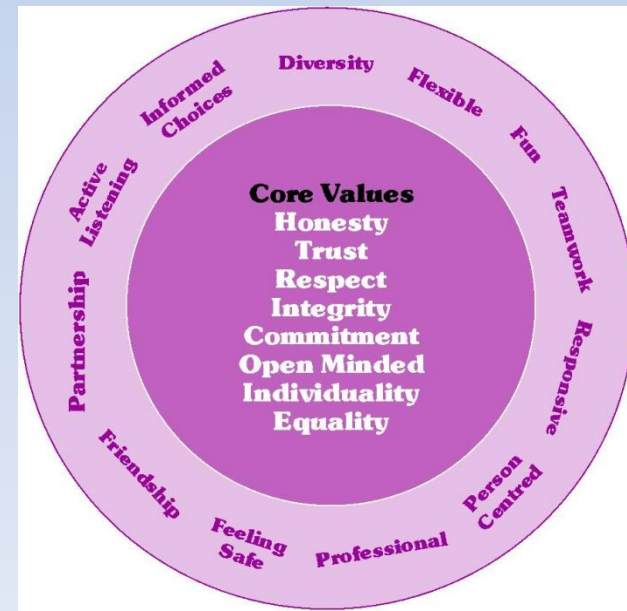 Core Values
Honesty
Trust
Respect
Integrity
Commitment
Open Minded
Individuality
Equality
Diversity
Flexible
Fun
Teamwork
Responsive
Person
Centred
Professional
Feeling
Safe
Friendship
Partnership
Active
Listening
Informed
Choices